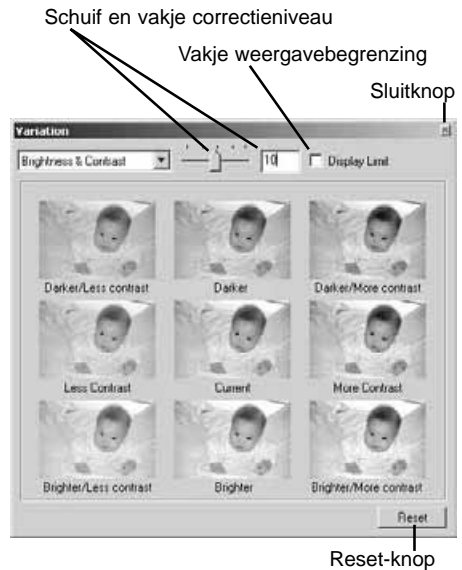 Schuif en vakje correctieniveau
Vakje weergavebegrenzing
Sluitknop
Variation
Brightness & Contrast
10
Display Limit
Darker/Less contrast
Darker
Darker/More contrast
Less Contrast
Current
More Contrast
Brighter/Less contrast
Brighter
Brighter/More contrast
Reset
Reset-knop